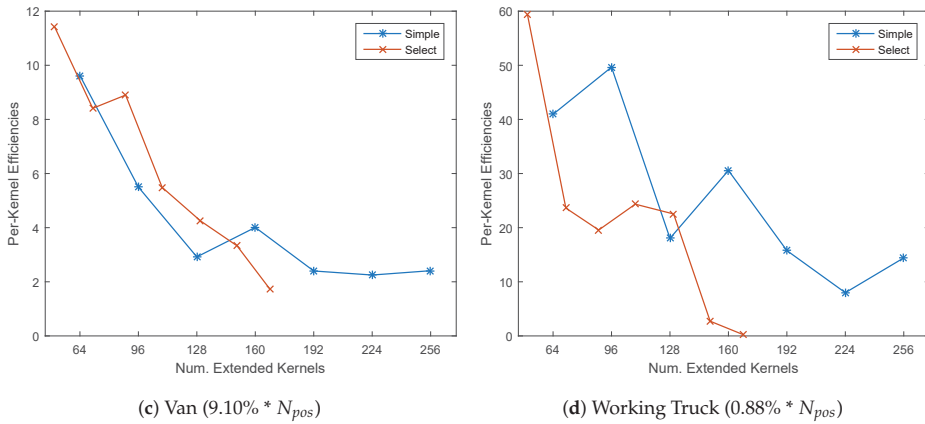 12
10
8
6
4
2
0
Per-Kernel Efficiencies
Simple
Select
64 96 128 160 192 224 256
Num. Extended Kernels
(c) Van (9.10% * N_pos)
60
50
40
30
20
10
0
Per-Kernel Efficiencies
Simple
Select
64 96 128 160 192 224 256
Num. Extended Kernels
(d) Working Truck (0.88% * N_pos)